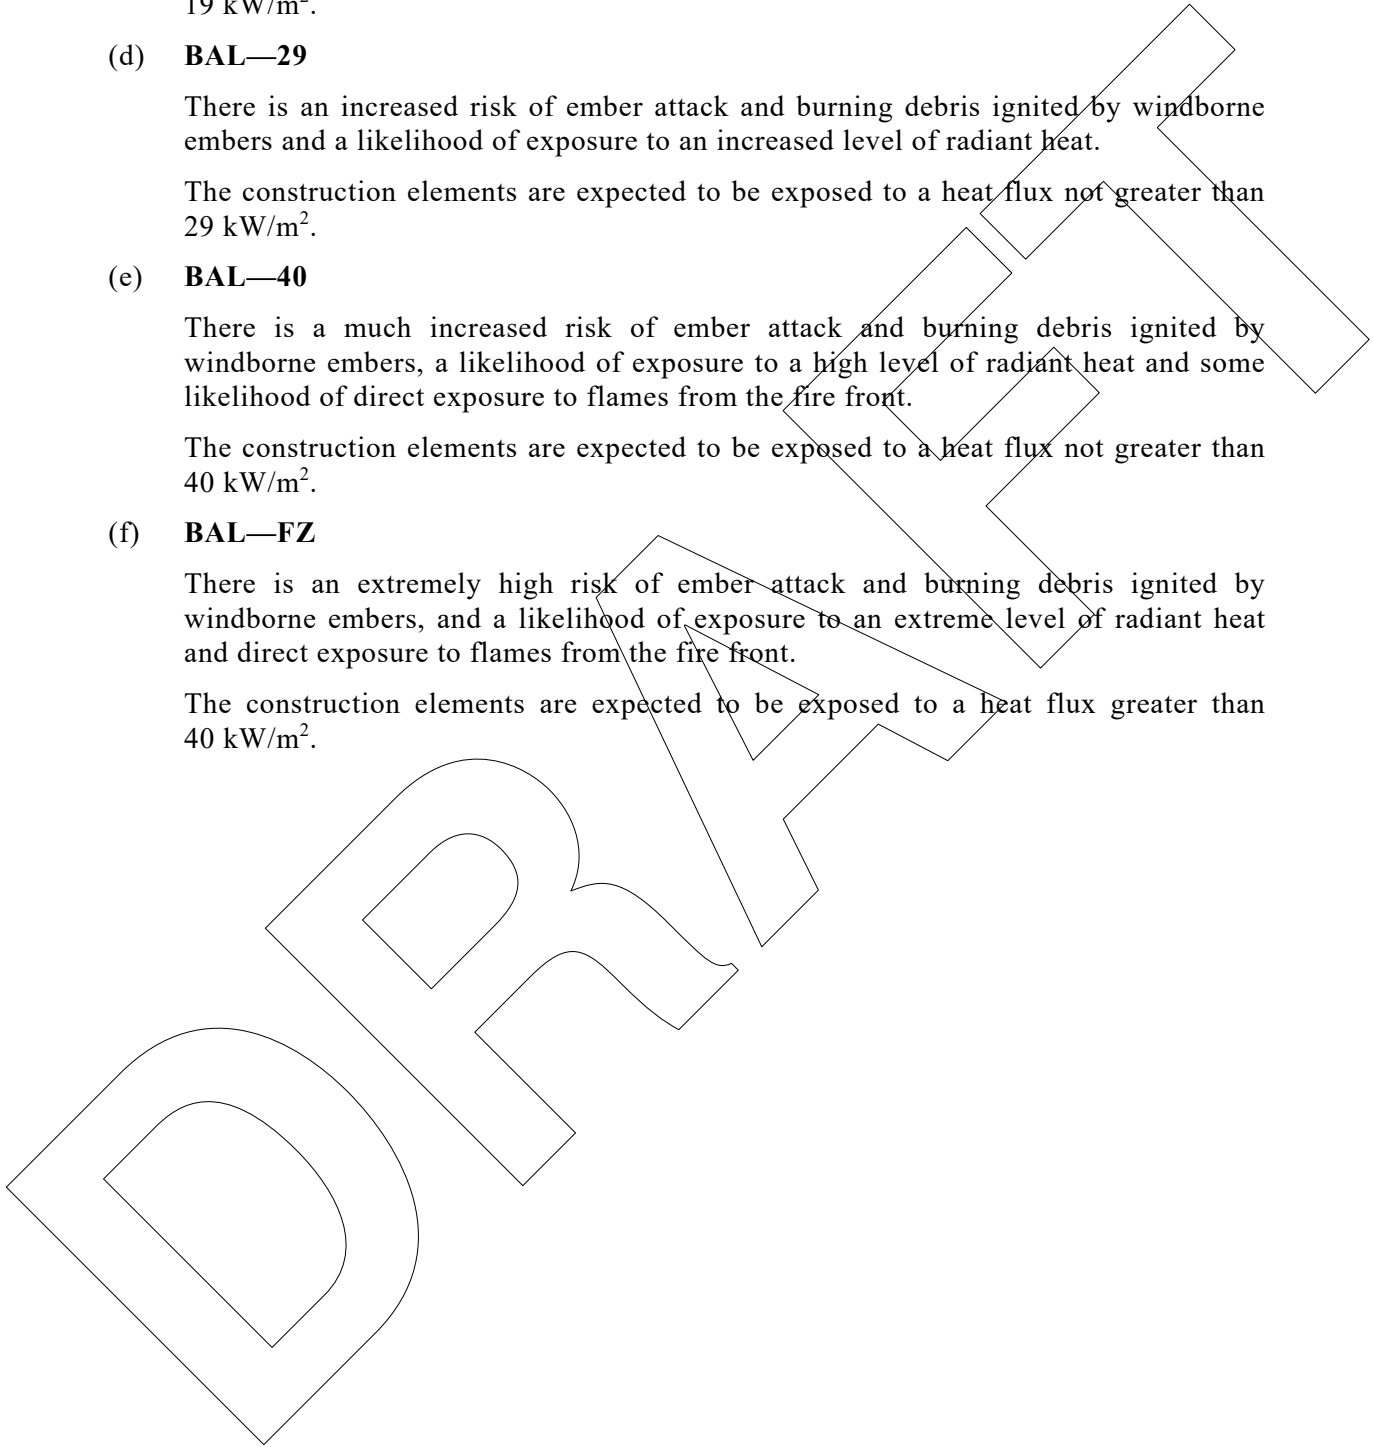 19 kW/m².
(d) BAL—29
There is an increased risk of ember attack and burning debris ignited by windborne
embers and a likelihood of exposure to an increased level of radiant heat.
The construction elements are expected to be exposed to a heat flux not greater than
29 kW/m².
(e) BAL—40
There is a much increased risk of ember attack and burning debris ignited by
windborne embers, a likelihood of exposure to a high level of radiant heat and some
likelihood of direct exposure to flames from the fire front.
The construction elements are expected to be exposed to a heat flux not greater than
40 kW/m².
(f) BAL—FZ
There is an extremely high risk of ember attack and burning debris ignited by
windborne embers, and a likelihood of exposure to an extreme level of radiant heat
and direct exposure to flames from the fire front.
The construction elements are expected to be exposed to a heat flux greater than
40 kW/m².
DRAFT